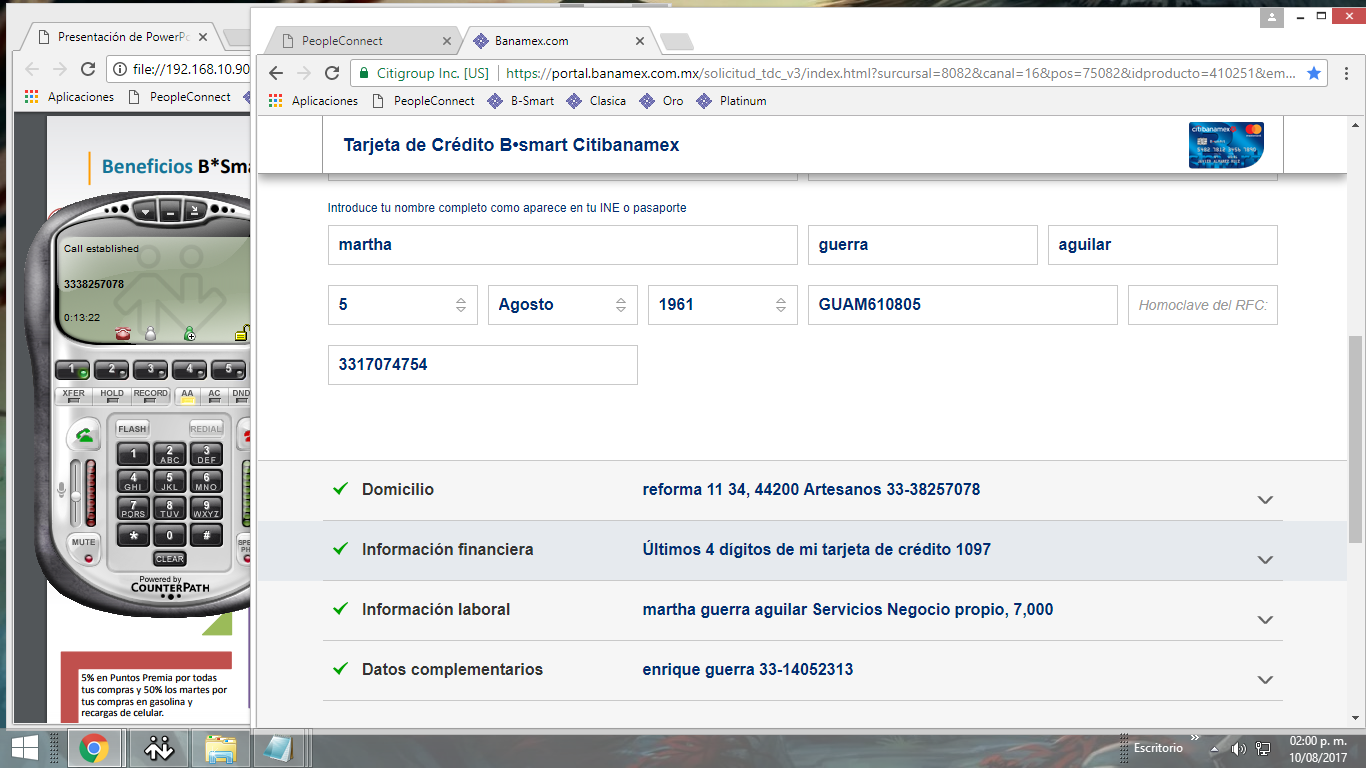 Presentación de PowerPo
file://192.168.10.90
Aplicaciones
PeopleConnect
Beneficios B*Sma
Call established
3338257078
0:13:22
1 2 3 4 5
XFER HOLD RECORD AA AC DND
FLASH REDIAL
1 2 ABC 3 DEF
4 GHI 5 JKL 6 MNO
7 PQRS 8 TUV 9 WXYZ
* 0 #
MUTE
CLEAR
Powered by
COUNTERPATH
5% en Puntos Premia por todas
tus compras y 50% los martes por
tus compras en gasolina y
recargas de celular.
PeopleConnect
Banamex.com
Citigroup Inc. [US] https://portal.banamex.com.mx/solicitud_tdc_v3/index.html?surcursal=8082&canal=16&pos=75082&idproducto=410251&em...
Aplicaciones PeopleConnect B-Smart Clasica Oro Platinum
Tarjeta de Crédito B•smart Citibanamex
citibanamex
Introduce tu nombre completo como aparece en tu INE o pasaporte
martha guerra aguilar
5 Agosto 1961 GUAM610805 Homoclave del RFC:
3317074754
Domicilio reforma 11 34, 44200 Artesanos 33-38257078
Información financiera Últimos 4 dígitos de mi tarjeta de crédito 1097
Información laboral martha guerra aguilar Servicios Negocio propio, 7,000
Datos complementarios enrique guerra 33-14052313
Escritorio
02:00 p. m.
10/08/2017